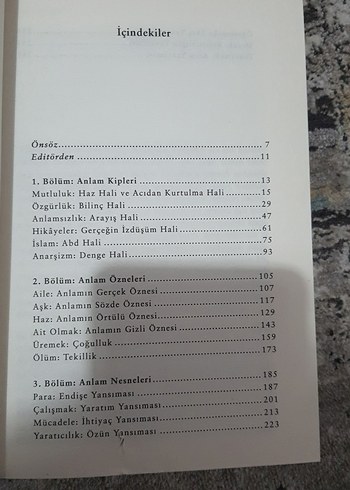 İçindekiler
Önsöz 7
Editörden 11
1. Bölüm: Anlam Kipleri 13
Mutluluk: Haz Hali ve Acıdan Kurtulma Hali 15
Özgürlük: Bilinç Hali 29
Anlamsızlık: Arayış Hali 47
Hikâyeler: Gerçeğin İzdüşüm Hali 61
İslam: Abd Hali 75
Anarşizm: Denge Hali 93
2. Bölüm: Anlam Özneleri 105
Aile: Anlamın Gerçek Öznesi 107
Aşk: Anlamın Sözde Öznesi 117
Haz: Anlamın Örtülü Öznesi 129
Ait Olmak: Anlamın Gizli Öznesi 143
Üremek: Çoğulluk 159
Ölüm: Tekillik 173
3. Bölüm: Anlam Nesneleri 185
Para: Endişe Yansıması 187
Çalışmak: Yaratım Yansıması 201
Mücadele: İhtiyaç Yansıması 213
Yaratıcılık: Özün Yansıması 223